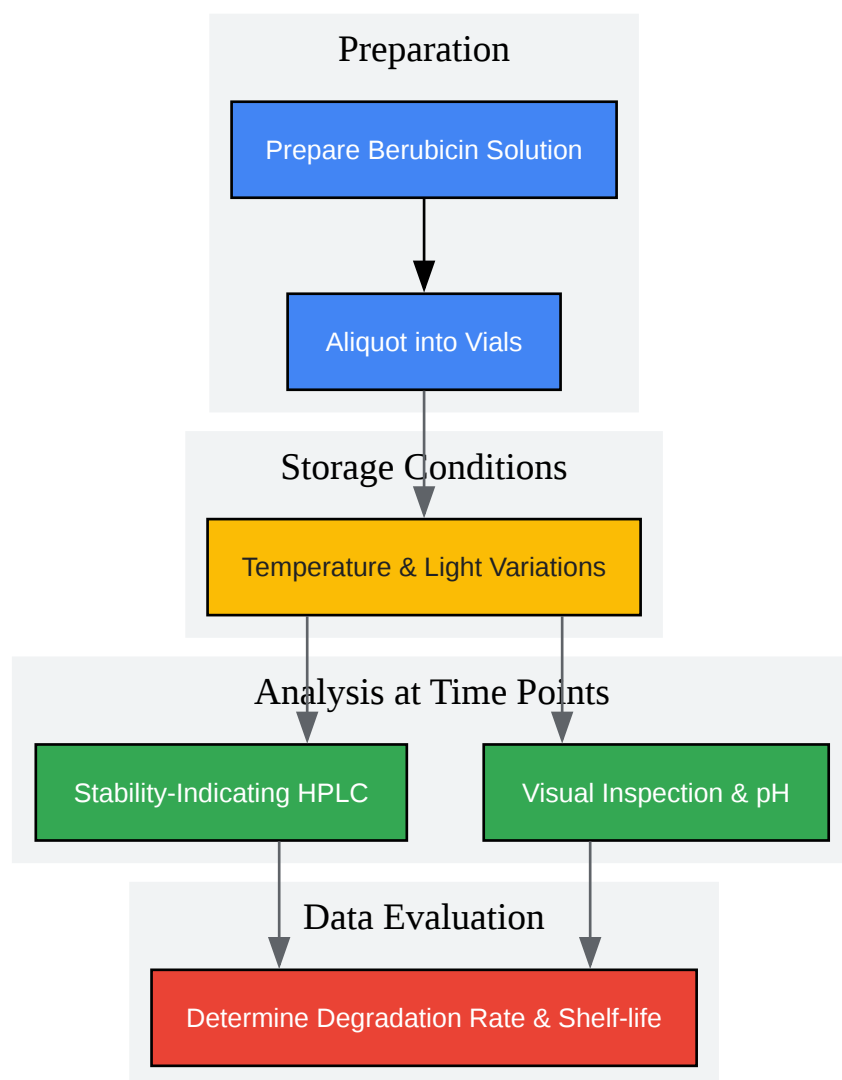 Preparation
Prepare Berubicin Solution
Aliquot into Vials
Storage Conditions
Temperature & Light Variations
Analysis at Time Points
Stability-Indicating HPLC
Visual Inspection & pH
Data Evaluation
Determine Degradation Rate & Shelf-life